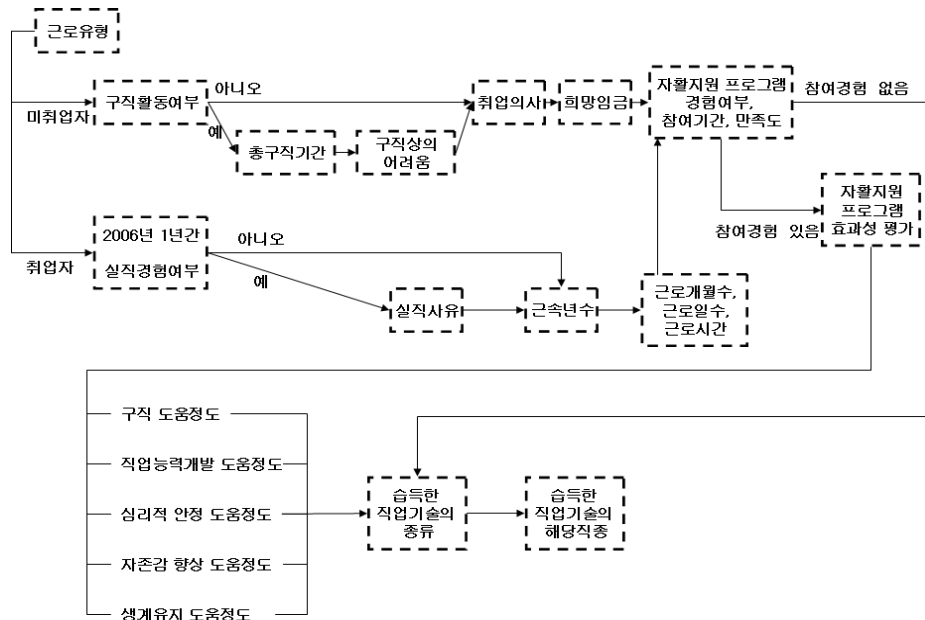 근로유형
미취업자
구직활동여부
아니오
예
총구직기간
구직상의
어려움
취업의사
희망임금
자활지원 프로그램
경험여부,
참여기간, 만족도
참여경험 없음
참여경험 있음
자활지원
프로그램
효과성 평가
취업자
2006년 1년간
실직경험여부
아니오
예
실직사유
근속년수
근로개월수,
근로일수,
근로시간
구직 도움정도
직업능력개발 도움정도
심리적 안정 도움정도
자존감 향상 도움정도
생계유지 도움정도
습득한
직업기술의
종류
습득한
직업기술의
해당직종